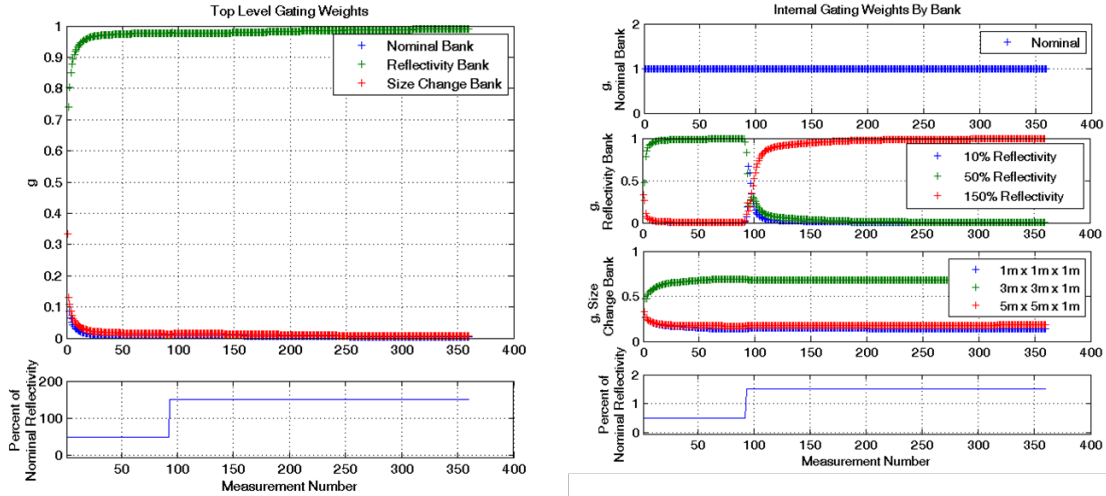 Top Level Gating Weights
1
0.9
0.8
0.7
0.6
0.5
0.4
0.3
0.2
0.1
0
g
Nominal Bank
Reflectivity Bank
Size Change Bank
0 50 100 150 200 250 300 350 400
200
150
100
0
Percent of
Nominal Reflectivity
50 100 150 200 250 300 350 400
Measurement Number
Internal Gating Weights By Bank
2
1
0
g,
Nominal Bank
Nominal
0 50 100 150 200 250 300 350 400
1
0.5
0
g,
Reflectivity Bank
10% Reflectivity
50% Reflectivity
150% Reflectivity
0 50 100 150 200 250 300 350 400
1
0.5
0
g, Size
Change Bank
1m x 1m x 1m
3m x 3m x 1m
5m x 5m x 1m
0 50 100 150 200 250 300 350 400
2
1
0
Percent of
Nominal Reflectivity
50 100 150 200 250 300 350 400
Measurement Number